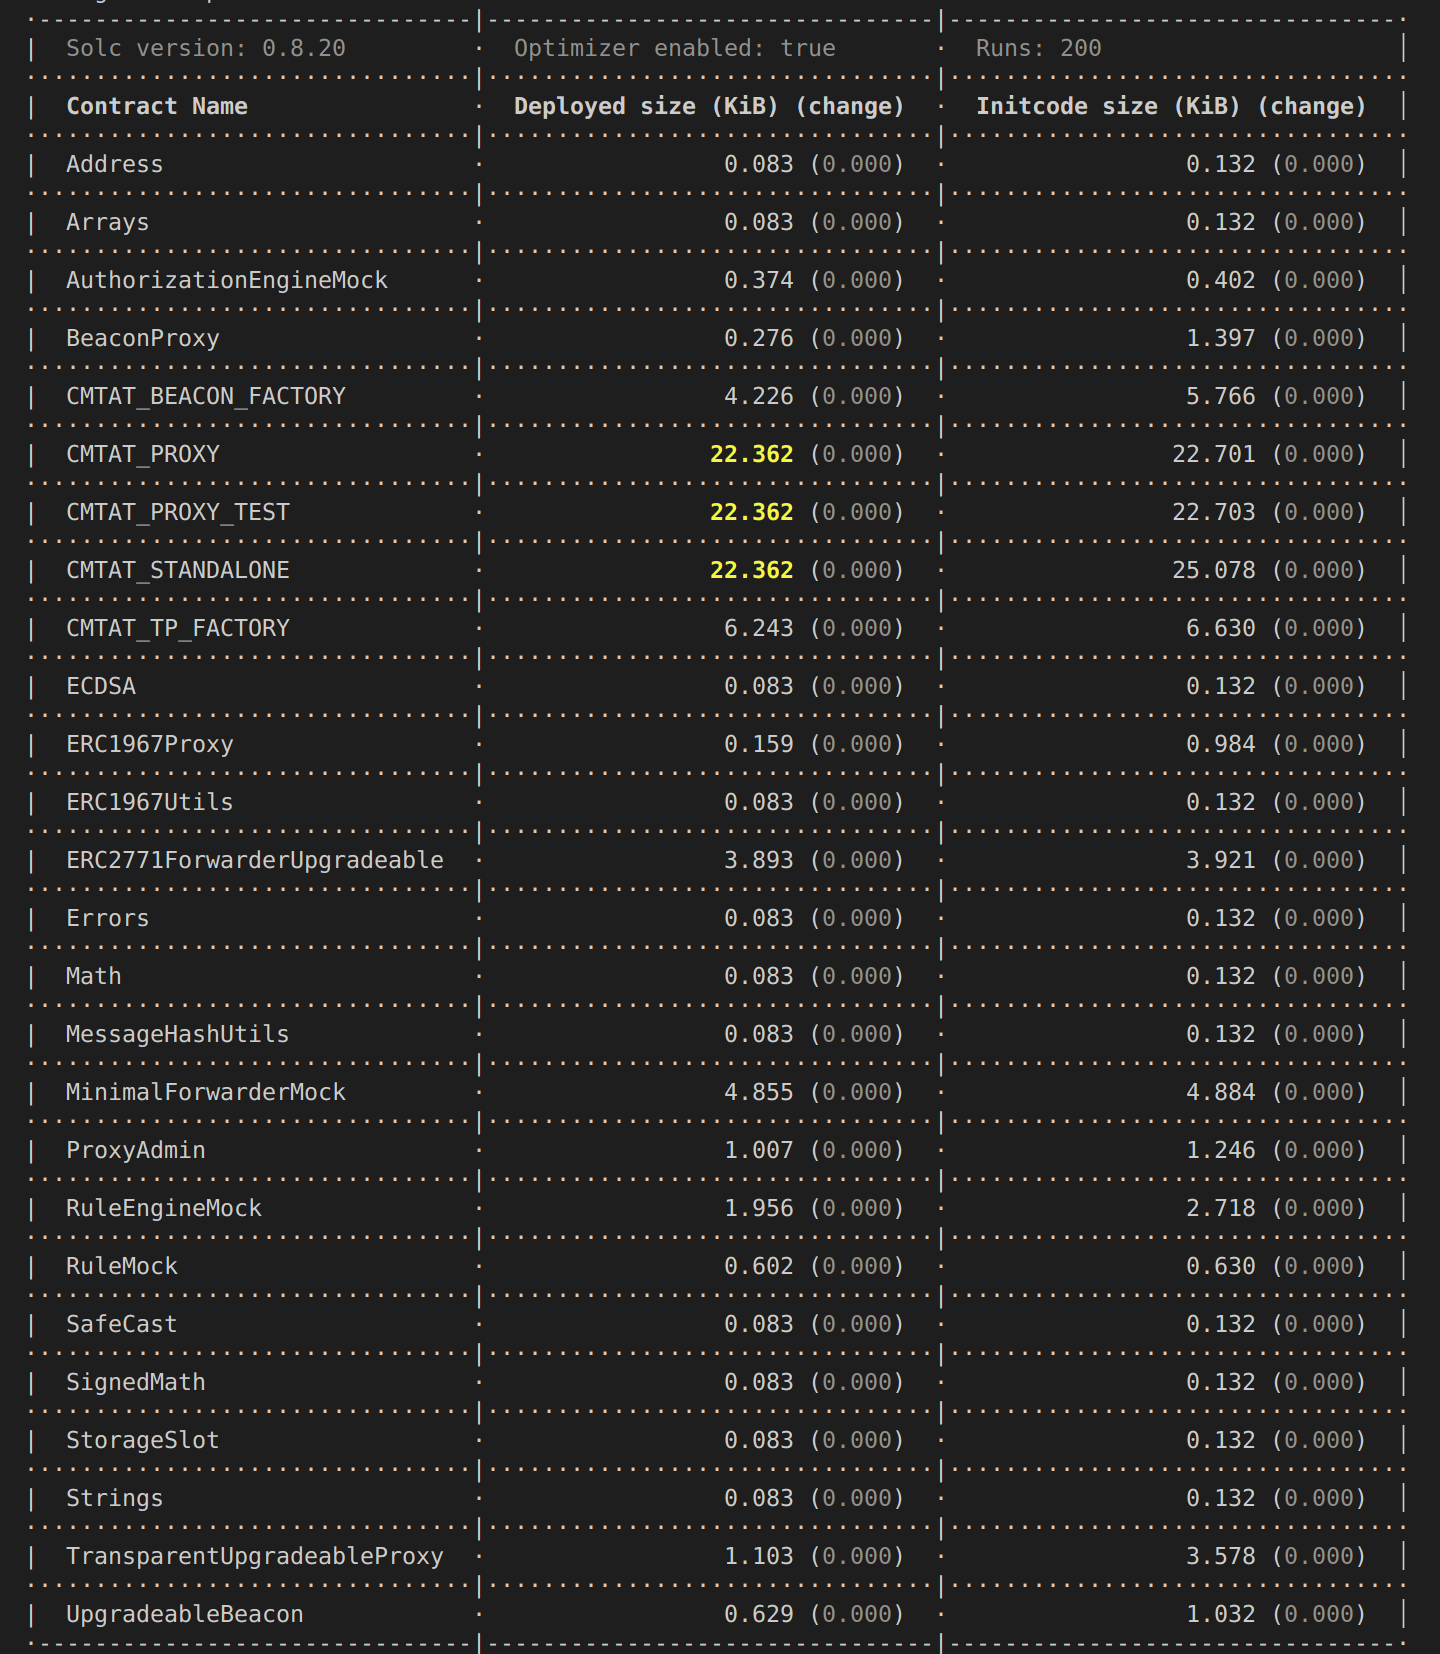 Solc version: 0.8.20 · Optimizer enabled: true · Runs: 200
Contract Name · Deployed size (KiB) (change) · Initcode size (KiB) (change)
Address · 0.083 (0.000) · 0.132 (0.000)
Arrays · 0.083 (0.000) · 0.132 (0.000)
AuthorizationEngineMock · 0.374 (0.000) · 0.402 (0.000)
BeaconProxy · 0.276 (0.000) · 1.397 (0.000)
CMTAT_BEACON_FACTORY · 4.226 (0.000) · 5.766 (0.000)
CMTAT_PROXY · 22.362 (0.000) · 22.701 (0.000)
CMTAT_PROXY_TEST · 22.362 (0.000) · 22.703 (0.000)
CMTAT_STANDALONE · 22.362 (0.000) · 25.078 (0.000)
CMTAT_TP_FACTORY · 6.243 (0.000) · 6.630 (0.000)
ECDSA · 0.083 (0.000) · 0.132 (0.000)
ERC1967Proxy · 0.159 (0.000) · 0.984 (0.000)
ERC1967Utils · 0.083 (0.000) · 0.132 (0.000)
ERC2771ForwarderUpgradeable · 3.893 (0.000) · 3.921 (0.000)
Errors · 0.083 (0.000) · 0.132 (0.000)
Math · 0.083 (0.000) · 0.132 (0.000)
MessageHashUtils · 0.083 (0.000) · 0.132 (0.000)
MinimalForwarderMock · 4.855 (0.000) · 4.884 (0.000)
ProxyAdmin · 1.007 (0.000) · 1.246 (0.000)
RuleEngineMock · 1.956 (0.000) · 2.718 (0.000)
RuleMock · 0.602 (0.000) · 0.630 (0.000)
SafeCast · 0.083 (0.000) · 0.132 (0.000)
SignedMath · 0.083 (0.000) · 0.132 (0.000)
StorageSlot · 0.083 (0.000) · 0.132 (0.000)
Strings · 0.083 (0.000) · 0.132 (0.000)
TransparentUpgradeableProxy · 1.103 (0.000) · 3.578 (0.000)
UpgradeableBeacon · 0.629 (0.000) · 1.032 (0.000)